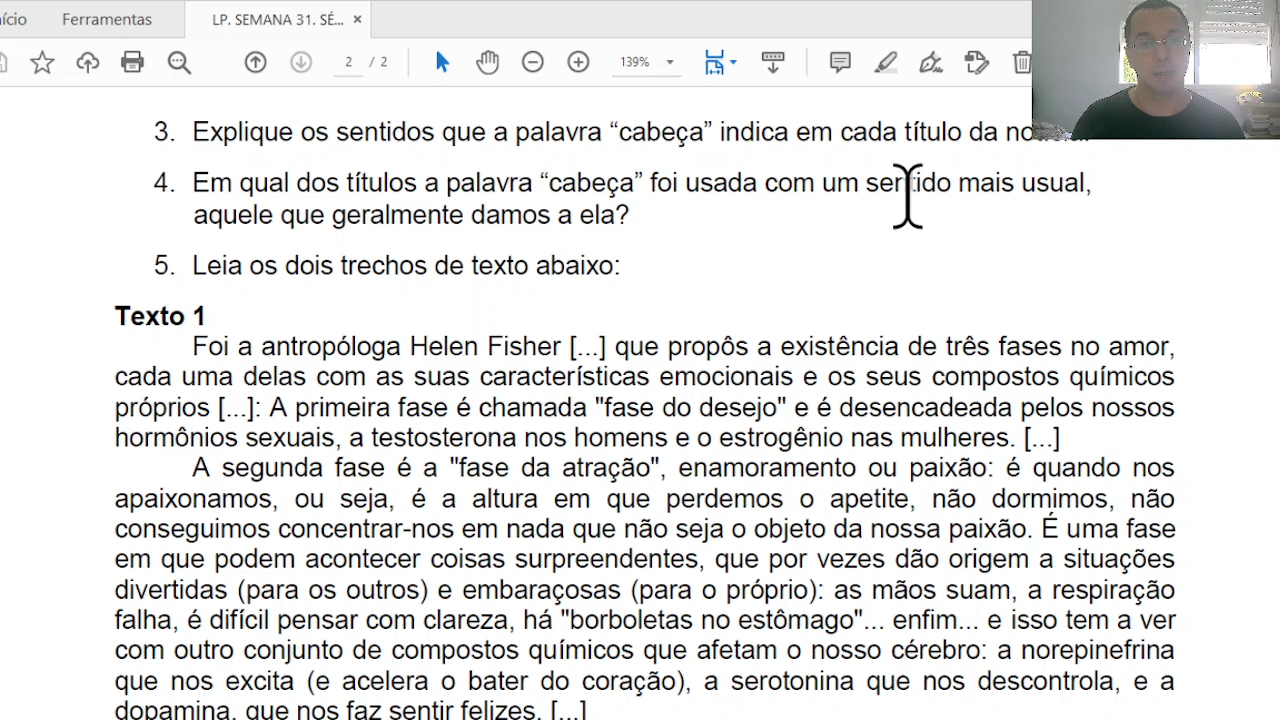 ício Ferramentas LP. SEMANA 31. SÉ... ×
2 / 2 139%
3. Explique os sentidos que a palavra “cabeça” indica em cada título da
4. Em qual dos títulos a palavra “cabeça” foi usada com um sentido mais usual,
aquele que geralmente damos a ela?
5. Leia os dois trechos de texto abaixo:
Texto 1
Foi a antropóloga Helen Fisher [...] que propôs a existência de três fases no amor,
cada uma delas com as suas características emocionais e os seus compostos químicos
próprios [...]: A primeira fase é chamada "fase do desejo" e é desencadeada pelos nossos
hormônios sexuais, a testosterona nos homens e o estrogênio nas mulheres. [...]
A segunda fase é a "fase da atração", enamoramento ou paixão: é quando nos
apaixonamos, ou seja, é a altura em que perdemos o apetite, não dormimos, não
conseguimos concentrar-nos em nada que não seja o objeto da nossa paixão. É uma fase
em que podem acontecer coisas surpreendentes, que por vezes dão origem a situações
divertidas (para os outros) e embaraçosas (para o próprio): as mãos suam, a respiração
falha, é difícil pensar com clareza, há "borboletas no estômago"... enfim... e isso tem a ver
com outro conjunto de compostos químicos que afetam o nosso cérebro: a norepinefrina
que nos excita (e acelera o bater do coração), a serotonina que nos descontrola, e a
dopamina, que nos faz sentir felizes. [...]